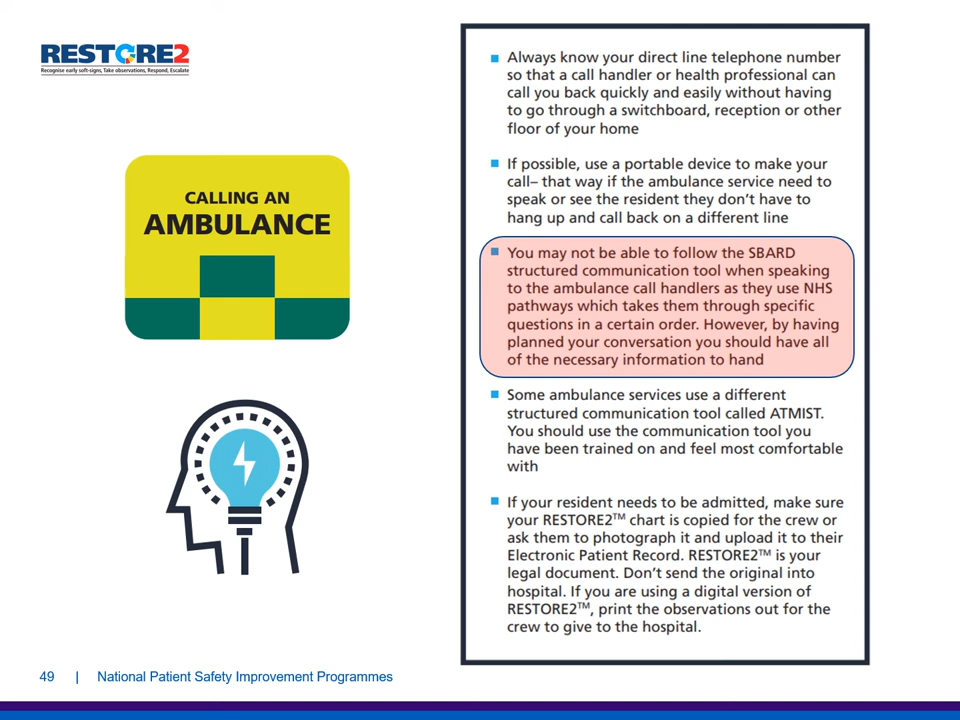 RESTORE2
Recognise early soft-signs, Take observations, Respond, Escalate
CALLING AN
AMBULANCE
Always know your direct line telephone number
so that a call handler or health professional can
call you back quickly and easily without having
to go through a switchboard, reception or other
floor of your home
If possible, use a portable device to make your
call– that way if the ambulance service need to
speak or see the resident they don't have to
hang up and call back on a different line
You may not be able to follow the SBARD
structured communication tool when speaking
to the ambulance call handlers as they use NHS
pathways which takes them through specific
questions in a certain order. However, by having
planned your conversation you should have all
of the necessary information to hand
Some ambulance services use a different
structured communication tool called ATMIST.
You should use the communication tool you
have been trained on and feel most comfortable
with
If your resident needs to be admitted, make sure
your RESTORE2™ chart is copied for the crew or
ask them to photograph it and upload it to their
Electronic Patient Record. RESTORE2™ is your
legal document. Don't send the original into
hospital. If you are using a digital version of
RESTORE2™, print the observations out for the
crew to give to the hospital.
49 | National Patient Safety Improvement Programmes